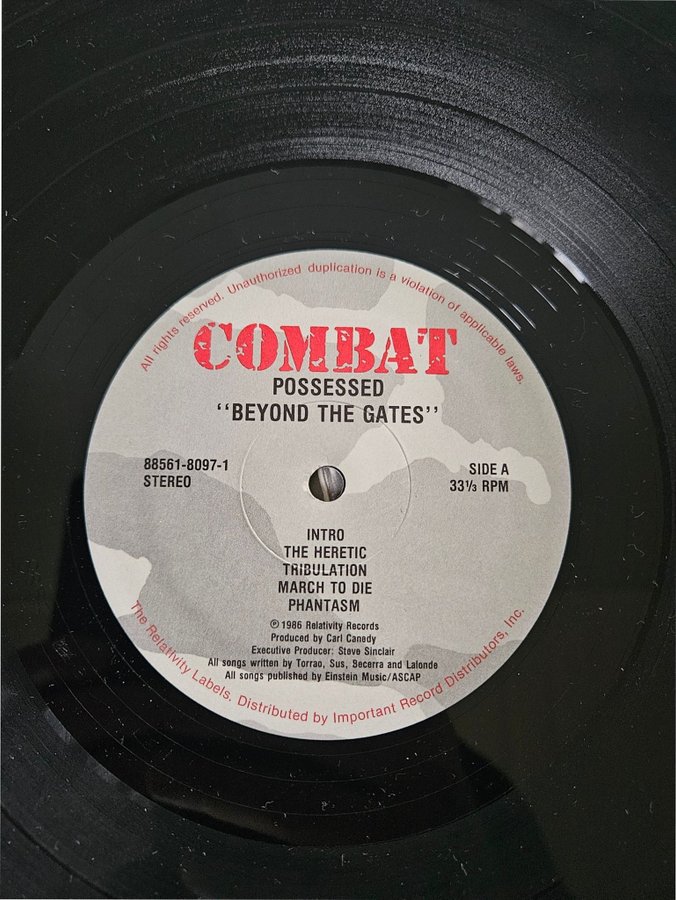 All rights reserved. Unauthorized duplication is a violation of applicable laws.
COMBAT
POSSESSED
‘‘BEYOND THE GATES’’
88561-8097-1
STEREO
SIDE A
33⅓ RPM
INTRO
THE HERETIC
TRIBULATION
MARCH TO DIE
PHANTASM
℗ 1986 Relativity Records
Produced by Carl Canedy
Executive Producer: Steve Sinclair
All songs written by Torrao, Sus, Becerra and Lalonde
All songs published by Einstein Music/ASCAP
The Relativity Labels. Distributed by Important Record Distributors, Inc.